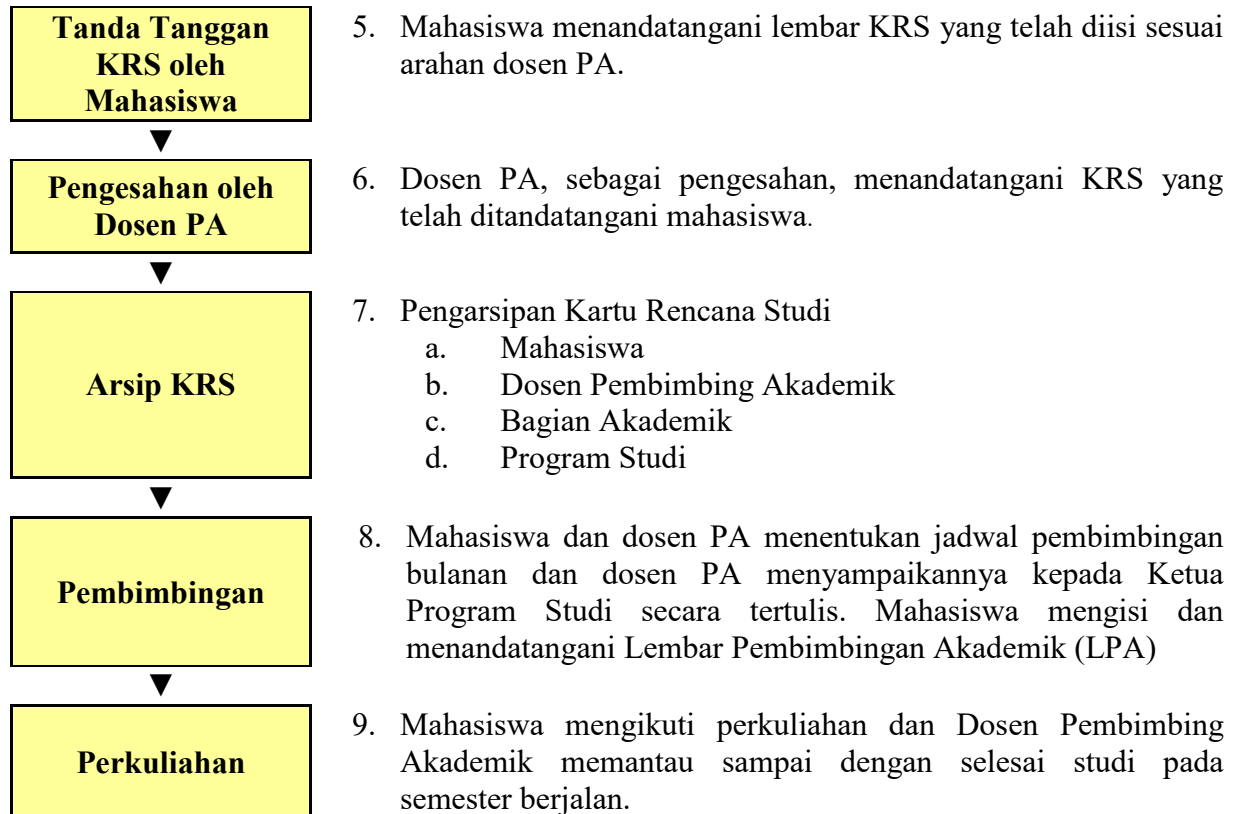 Tanda Tanggan
KRS oleh
Mahasiswa
5. Mahasiswa menandatangani lembar KRS yang telah diisi sesuai
arahan dosen PA.
▼
Pengesahan oleh
Dosen PA
6. Dosen PA, sebagai pengesahan, menandatangani KRS yang
telah ditandatangani mahasiswa.
▼
Arsip KRS
7. Pengarsipan Kartu Rencana Studi
a. Mahasiswa
b. Dosen Pembimbing Akademik
c. Bagian Akademik
d. Program Studi
▼
Pembimbingan
8. Mahasiswa dan dosen PA menentukan jadwal pembimbingan
bulanan dan dosen PA menyampaikannya kepada Ketua
Program Studi secara tertulis. Mahasiswa mengisi dan
menandatangani Lembar Pembimbingan Akademik (LPA)
▼
Perkuliahan
9. Mahasiswa mengikuti perkuliahan dan Dosen Pembimbing
Akademik memantau sampai dengan selesai studi pada
semester berjalan.